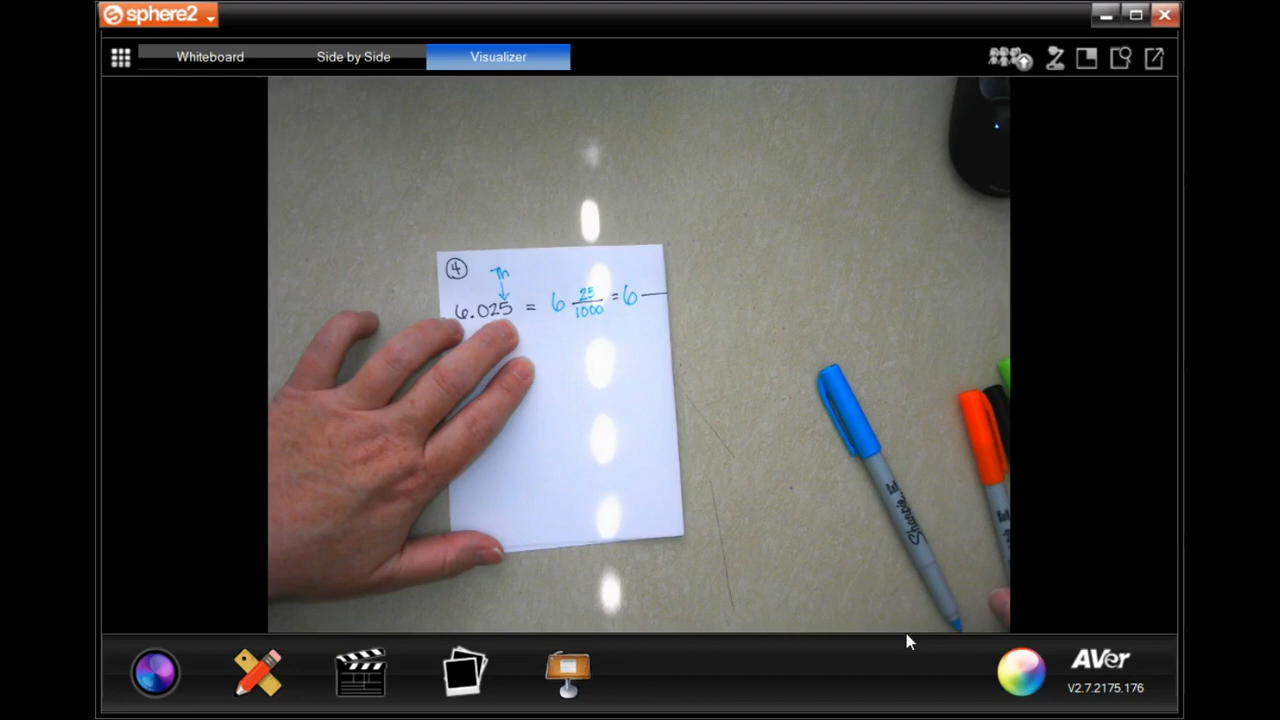 sphere2
Whiteboard Side by Side Visualizer
4
Th
6.025 = 6 25/1000 = 6
Sharpie
AVer
V2.7.2175.176